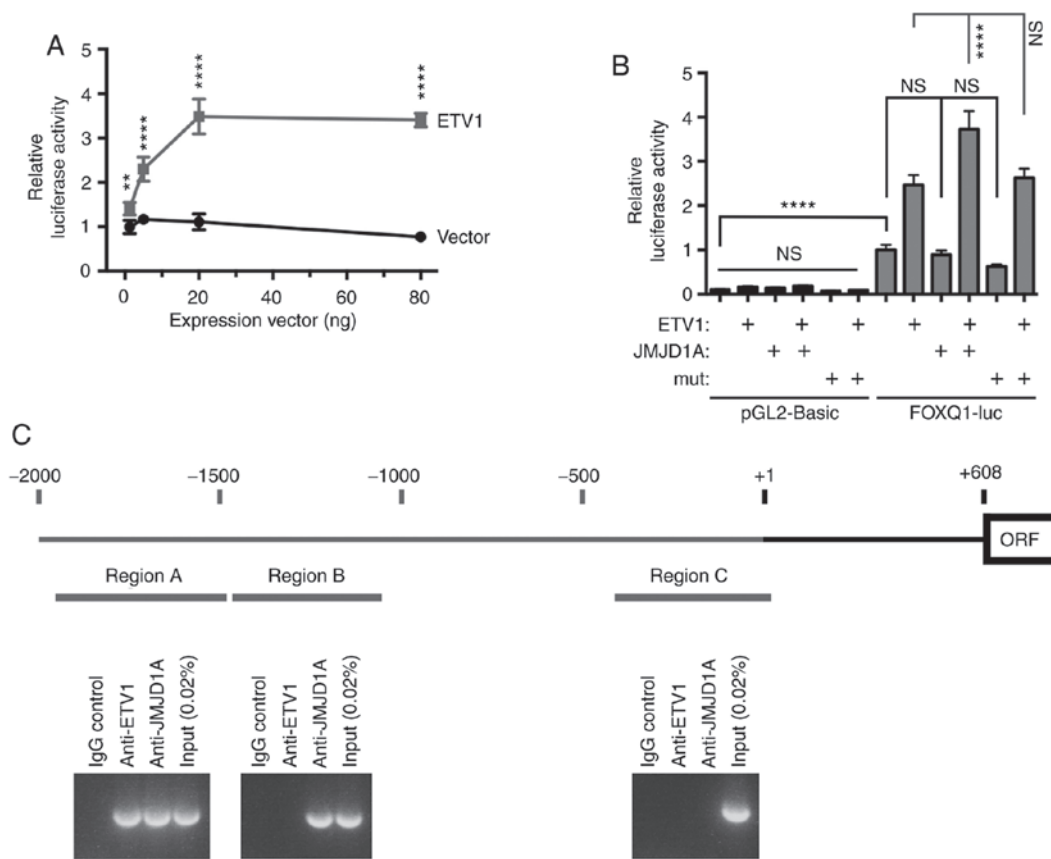 A
Relative
luciferase activity
5
4
3
2
1
0
**
****
****
****
ETV1
Vector
0 20 40 60 80
Expression vector (ng)
B
Relative
luciferase activity
5
4
3
2
1
0
NS
****
NS
****
NS
NS
ETV1: + + + + + +
JMJD1A: + + + +
mut: + + + +
pGL2-Basic FOXQ1-luc
C
−2000 −1500 −1000 −500 +1 +608
ORF
Region A Region B Region C
IgG control
Anti-ETV1
Anti-JMJD1A
Input (0.02%)
IgG control
Anti-ETV1
Anti-JMJD1A
Input (0.02%)
IgG control
Anti-ETV1
Anti-JMJD1A
Input (0.02%)